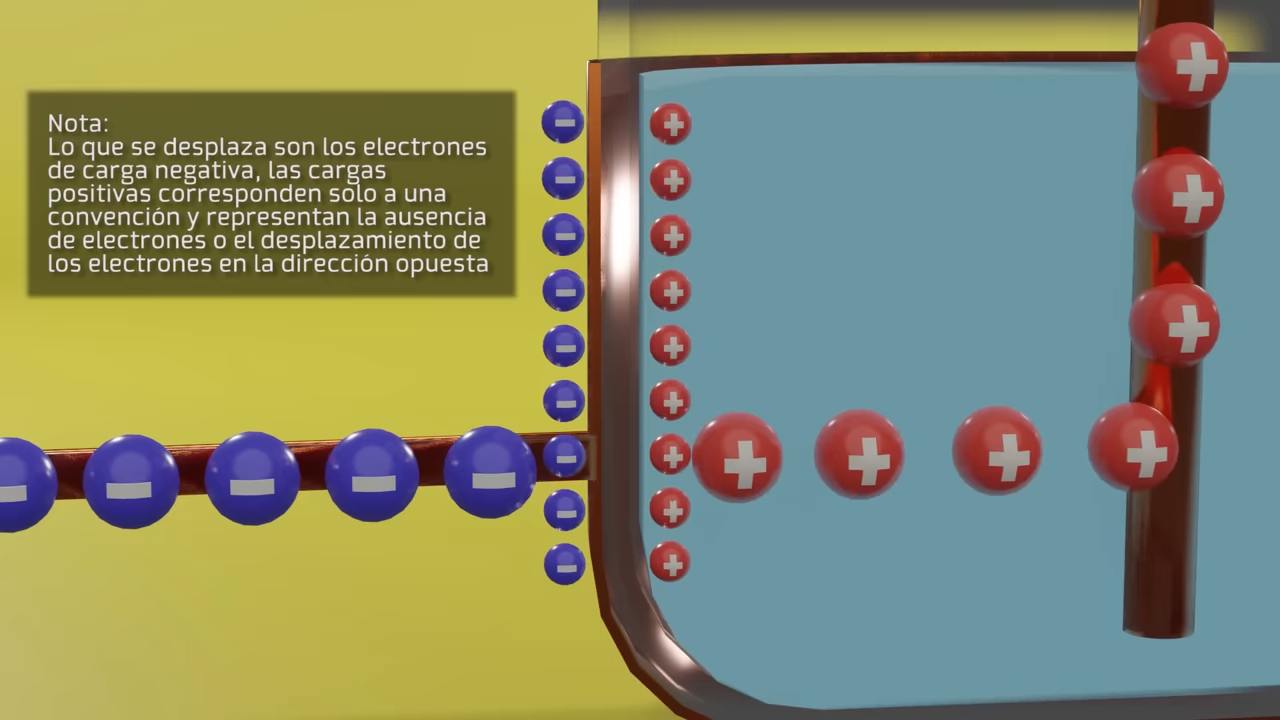 Nota:
Lo que se desplaza son los electrones
de carga negativa, las cargas
positivas corresponden solo a una
convención y representan la ausencia
de electrones o el desplazamiento de
los electrones en la dirección opuesta